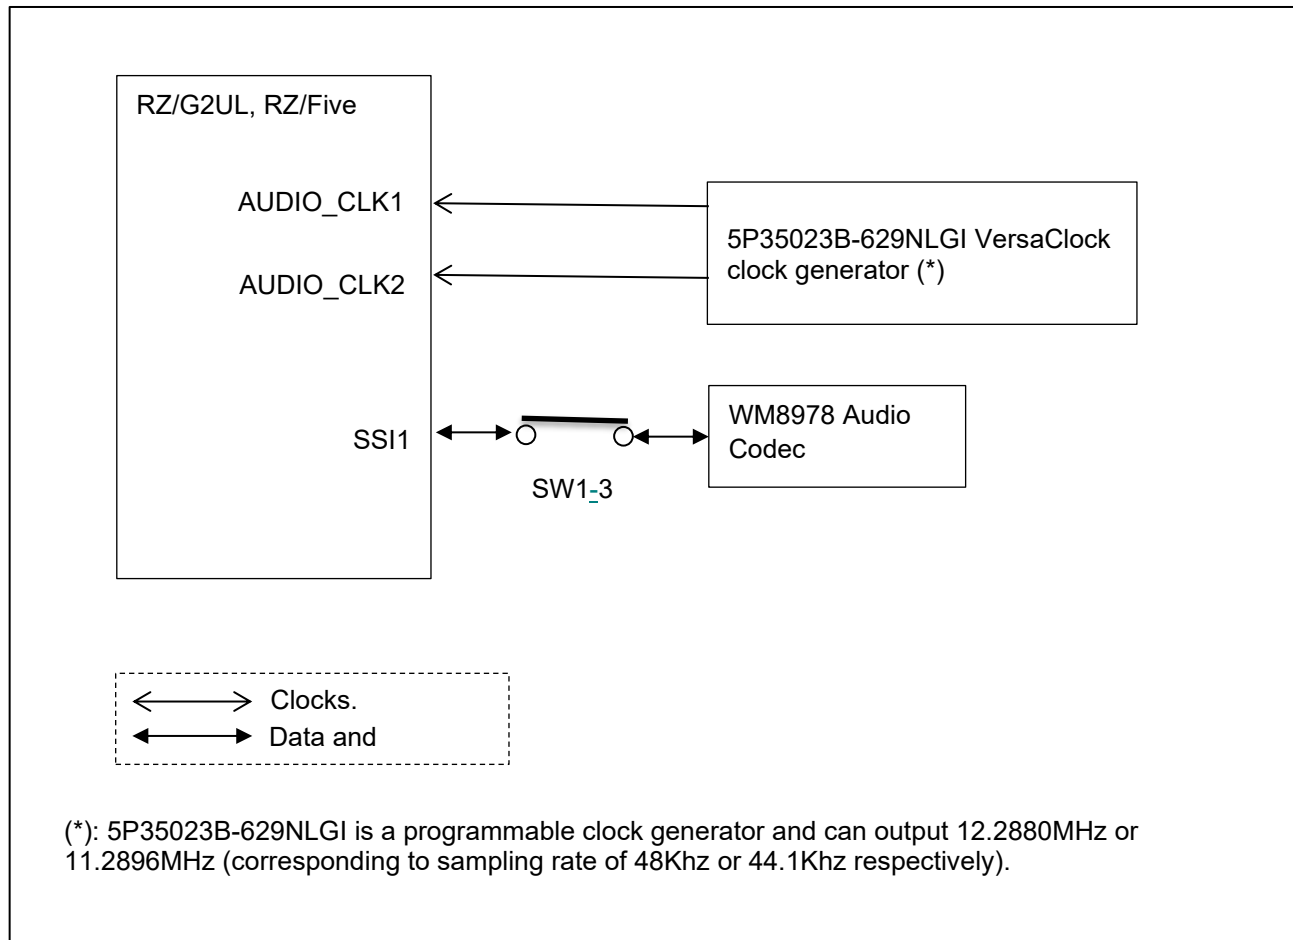 RZ/G2UL, RZ/Five
AUDIO_CLK1
AUDIO_CLK2
5P35023B-629NLGI VersaClock
clock generator (*)
SSI1
SW1-3
WM8978 Audio
Codec
Clocks.
Data and
(*): 5P35023B-629NLGI is a programmable clock generator and can output 12.2880MHz or
11.2896MHz (corresponding to sampling rate of 48Khz or 44.1Khz respectively).